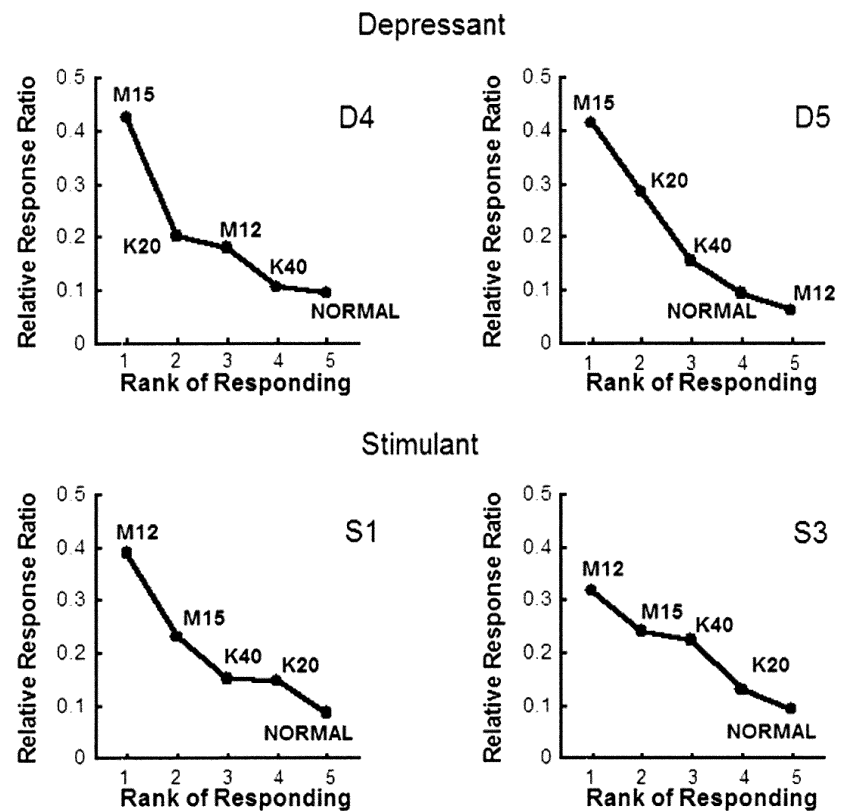 Depressant
Relative Response Ratio
0.5
0.4
0.3
0.2
0.1
0
M15
K20
M12
K40
NORMAL
D4
1 2 3 4 5
Rank of Responding
Relative Response Ratio
0.5
0.4
0.3
0.2
0.1
0
M15
K20
K40
NORMAL
M12
D5
1 2 3 4 5
Rank of Responding
Stimulant
Relative Response Ratio
0.5
0.4
0.3
0.2
0.1
0
M12
M15
K40
K20
NORMAL
S1
1 2 3 4 5
Rank of Responding
Relative Response Ratio
0.5
0.4
0.3
0.2
0.1
0
M12
M15
K40
K20
NORMAL
S3
1 2 3 4 5
Rank of Responding